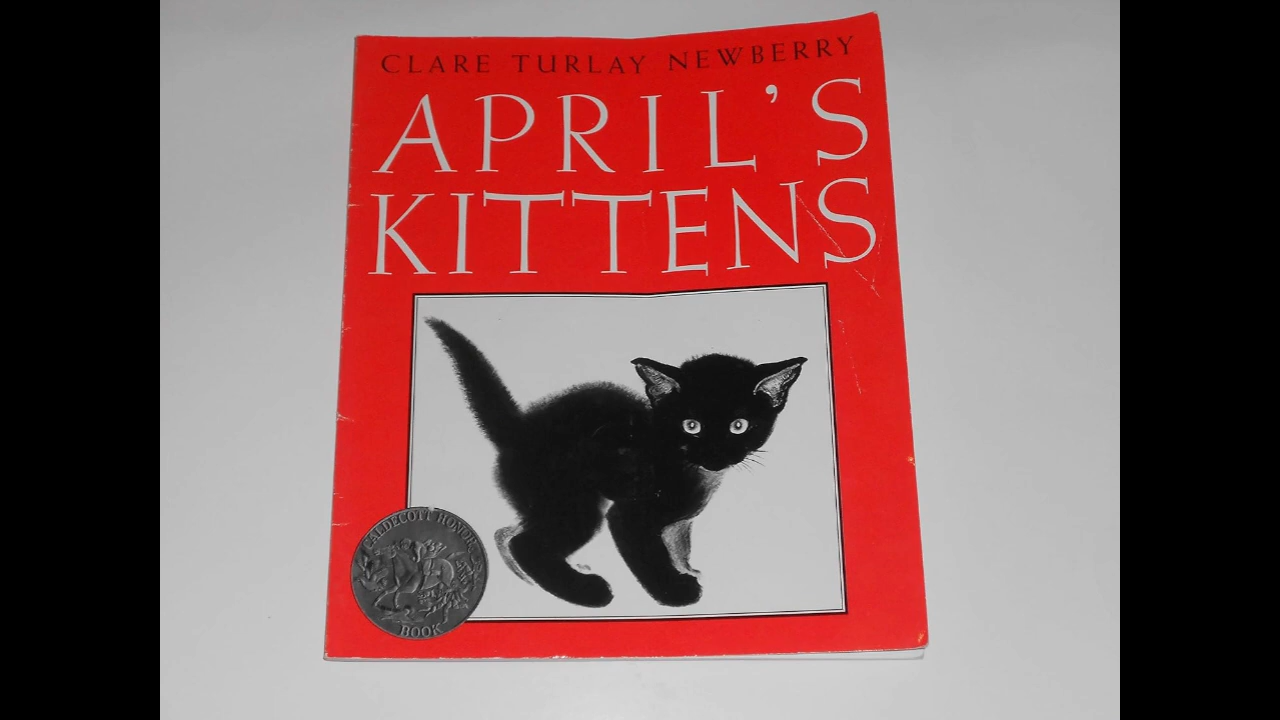 CLARE TURLAY NEWBERRY
APRIL'S
KITTENS
CALDECOTT HONOR
BOOK